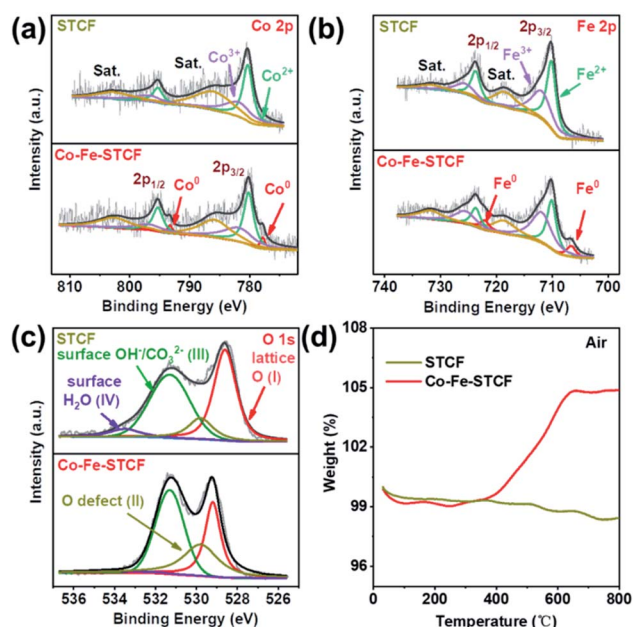 (a)
STCF
Co 2p
Sat.
Sat.
Co3+
Co2+
Co-Fe-STCF
2p1/2
Co0
2p3/2
Co0
Intensity (a.u.)
810 800 790 780
Binding Energy (eV)
(b)
STCF
Fe 2p
Sat.
2p1/2
Sat.
2p3/2
Fe3+
Fe2+
Co-Fe-STCF
Fe0
Fe0
Intensity (a.u.)
740 730 720 710 700
Binding Energy (eV)
(c)
STCF
O 1s
surface OH-/CO32- (III)
lattice
O (I)
surface
H2O (IV)
Co-Fe-STCF
O defect (II)
Intensity (a.u.)
536 534 532 530 528 526
Binding Energy (eV)
(d)
Air
STCF
Co-Fe-STCF
Weight (%)
108
105
102
99
96
0 200 400 600 800
Temperature (℃)